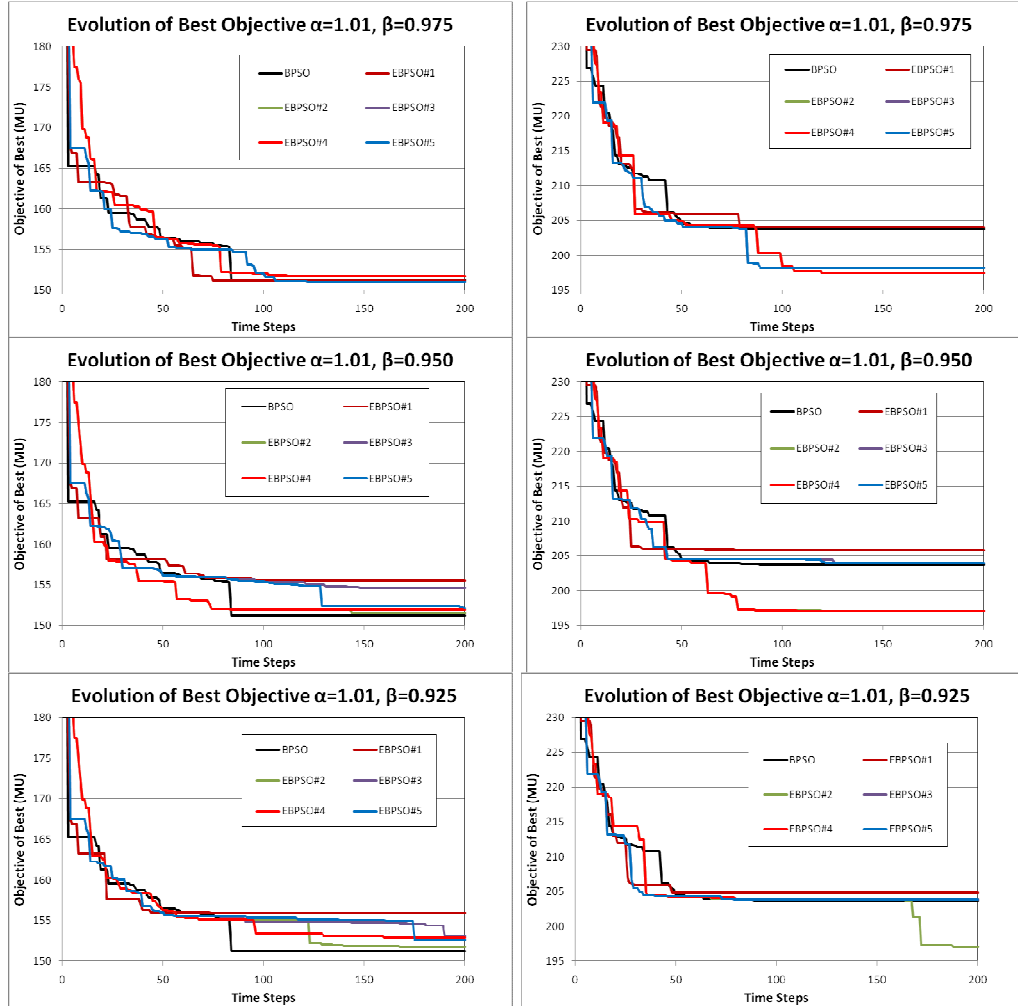 Evolution of Best Objective α=1.01, β=0.975
Objective of Best (MU)
180
175
170
165
160
155
150
BPSO
EBPSO#1
EBPSO#2
EBPSO#3
EBPSO#4
EBPSO#5
0
50
100
150
200
Time Steps
Evolution of Best Objective α=1.01, β=0.975
Objective of Best (MU)
230
225
220
215
210
205
200
195
BPSO
EBPSO#1
EBPSO#2
EBPSO#3
EBPSO#4
EBPSO#5
0
50
100
150
200
Time Steps
Evolution of Best Objective α=1.01, β=0.950
Objective of Best (MU)
180
175
170
165
160
155
150
BPSO
EBPSO#1
EBPSO#2
EBPSO#3
EBPSO#4
EBPSO#5
0
50
100
150
200
Time Steps
Evolution of Best Objective α=1.01, β=0.950
Objective of Best (MU)
230
225
220
215
210
205
200
195
BPSO
EBPSO#1
EBPSO#2
EBPSO#3
EBPSO#4
EBPSO#5
0
50
100
150
200
Time Steps
Evolution of Best Objective α=1.01, β=0.925
Objective of Best (MU)
180
175
170
165
160
155
150
BPSO
EBPSO#1
EBPSO#2
EBPSO#3
EBPSO#4
EBPSO#5
0
50
100
150
200
Time Steps
Evolution of Best Objective α=1.01, β=0.925
Objective of Best (MU)
230
225
220
215
210
205
200
195
BPSO
EBPSO#1
EBPSO#2
EBPSO#3
EBPSO#4
EBPSO#5
0
50
100
150
200
Time Steps